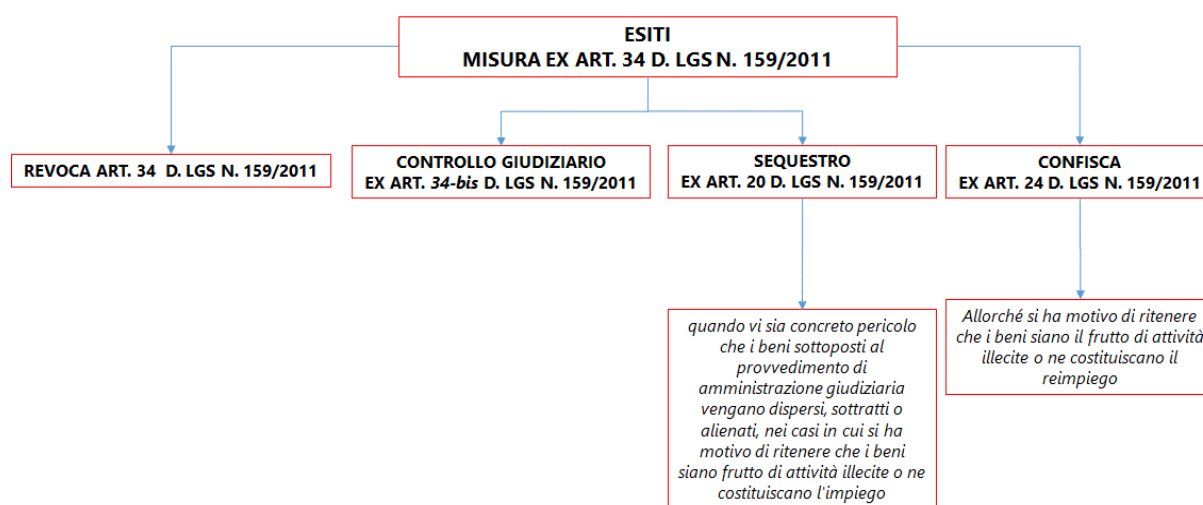 ESITI
MISURA EX ART. 34 D. LGS N. 159/2011
REVOCA ART. 34 D. LGS N. 159/2011
CONTROLLO GIUDIZIARIO
EX ART. 34-bis D. LGS N. 159/2011
SEQUESTRO
EX ART. 20 D. LGS N. 159/2011
CONFISCA
EX ART. 24 D. LGS N. 159/2011
quando vi sia concreto pericolo
che i beni sottoposti al
provvedimento di
amministrazione giudiziaria
vengano dispersi, sottratti o
alienati, nei casi in cui si ha
motivo di ritenere che i beni
siano frutto di attività illecite o ne
costituiscano l'impiego
Allorché si ha motivo di ritenere
che i beni siano il frutto di attività
illecite o ne costituiscano il
reimpiego